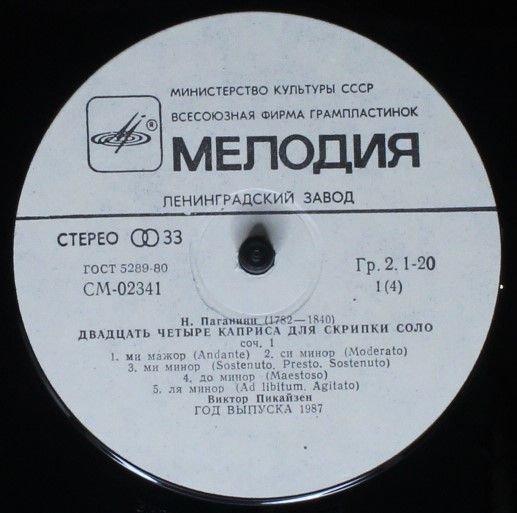 МИНИСТЕРСТВО КУЛЬТУРЫ СССР
ВСЕСОЮЗНАЯ ФИРМА ГРАМПЛАСТИНОК
®
МЕЛОДИЯ
ЛЕНИНГРАДСКИЙ ЗАВОД
СТЕРЕО 33
ГОСТ 5289-80
Гр. 2. 1-20
СМ-02341
1(4)
Н. Паганини (1782—1840)
ДВАДЦАТЬ ЧЕТЫРЕ КАПРИСА ДЛЯ СКРИПКИ СОЛО
соч. 1
1. ми мажор (Andante) 2. си минор (Moderato)
3. ми минор (Sostenuto, Presto, Sostenuto)
4. до минор (Maestoso)
5. ля минор (Ad libitum, Agitato)
Виктор Пикайзен
ГОД ВЫПУСКА 1987